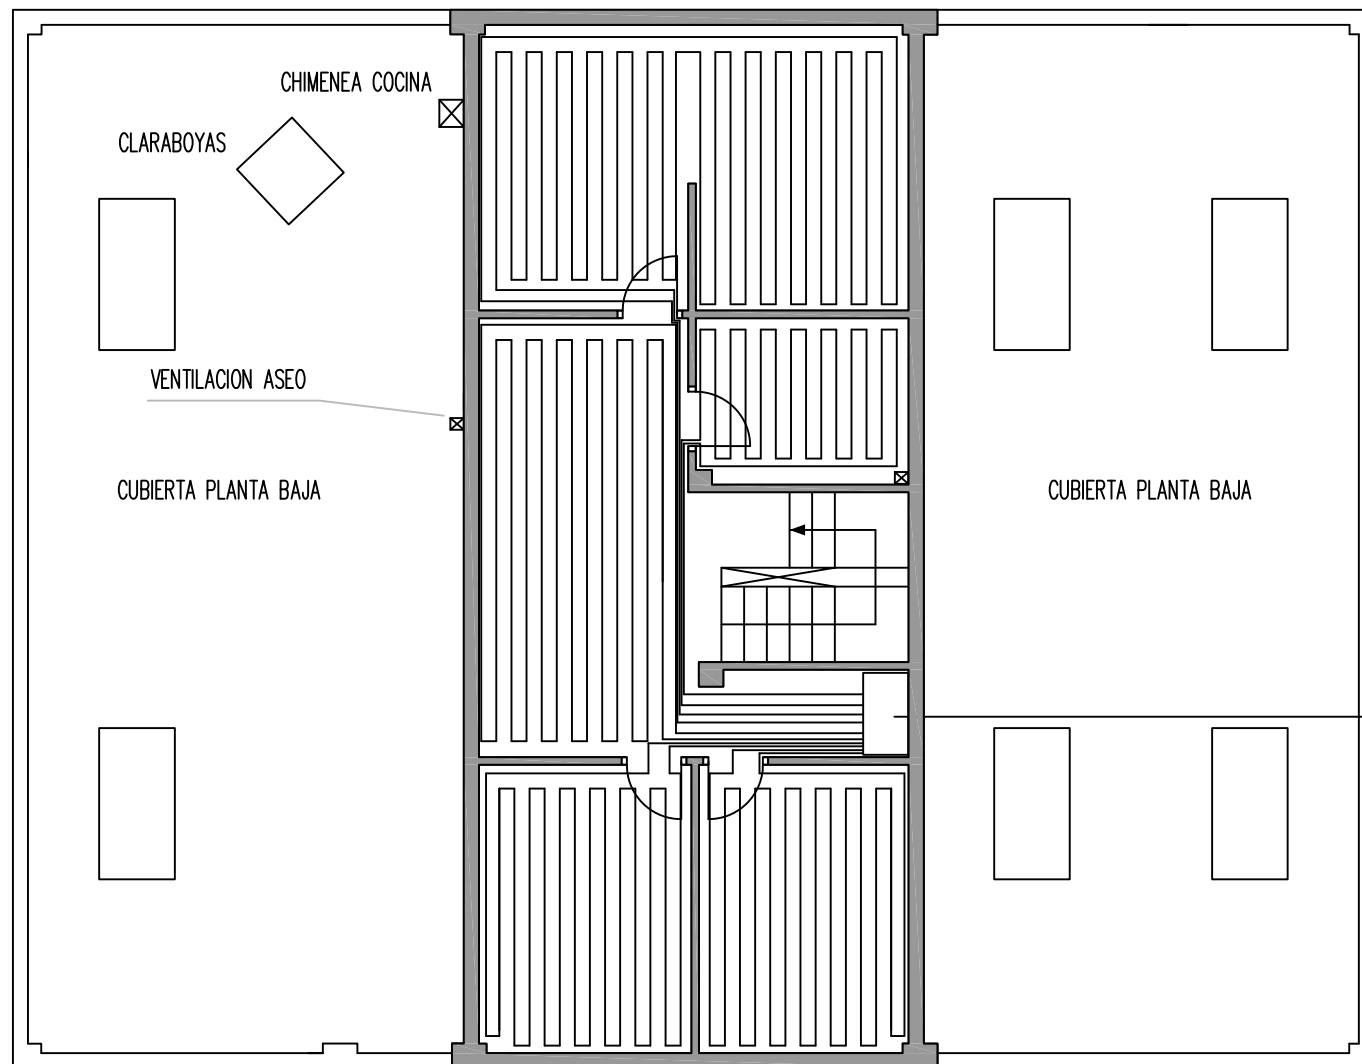 CHIMENEA COCINA
CLARABOYAS
VENTILACION ASEO
CUBIERTA PLANTA BAJA
CUBIERTA PLANTA BAJA